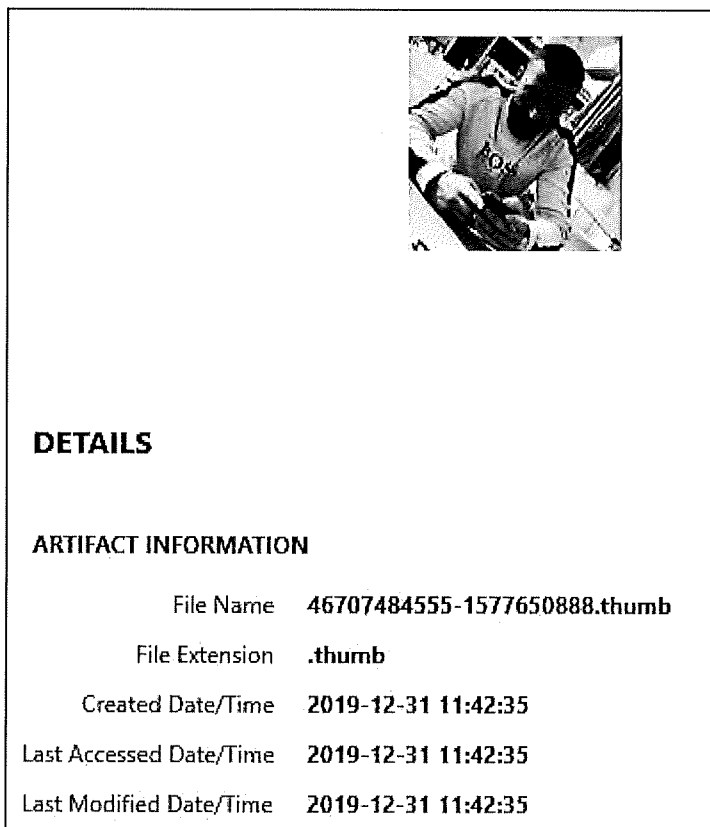 BOSS
DETAILS
ARTIFACT INFORMATION
File Name 46707484555-1577650888.thumb
File Extension .thumb
Created Date/Time 2019-12-31 11:42:35
Last Accessed Date/Time 2019-12-31 11:42:35
Last Modified Date/Time 2019-12-31 11:42:35